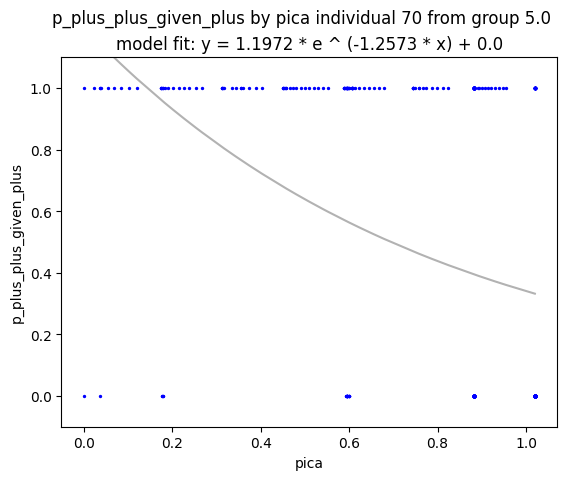 p_plus_plus_given_plus by pica individual 70 from group 5.0
model fit: y = 1.1972 * e ^ (-1.2573 * x) + 0.0
p_plus_plus_given_plus
1.0
0.8
0.6
0.4
0.2
0.0
0.0 0.2 0.4 0.6 0.8 1.0
pica